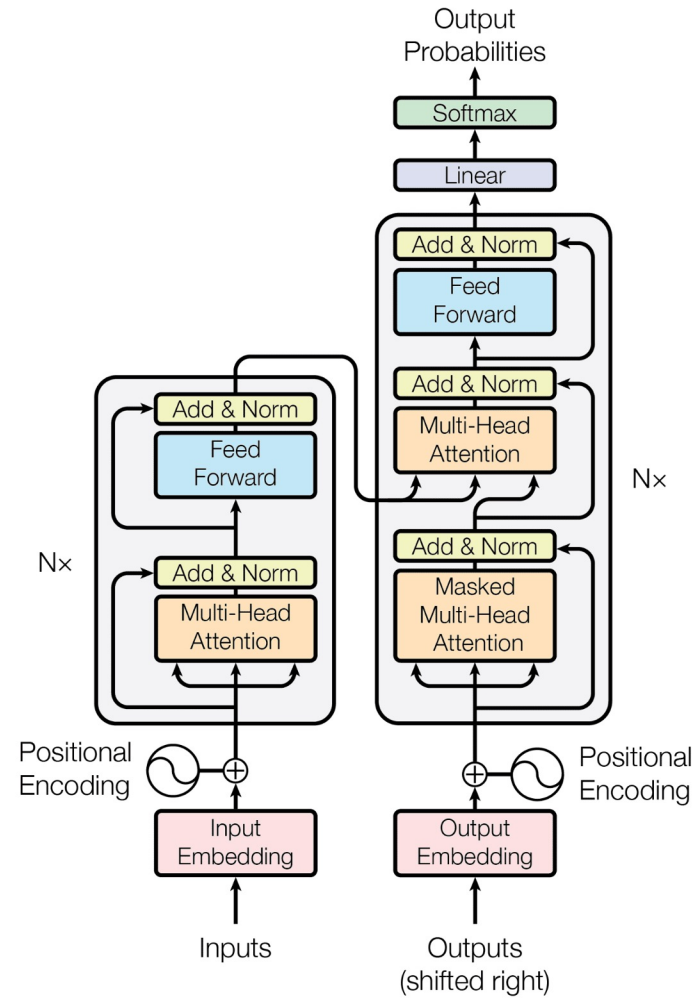 Output
Probabilities
Softmax
Linear
Add & Norm
Feed
Forward
Add & Norm
Multi-Head
Attention
Add & Norm
Masked
Multi-Head
Attention
N×
Add & Norm
Feed
Forward
Add & Norm
Multi-Head
Attention
N×
Positional
Encoding
Input
Embedding
Inputs
Positional
Encoding
Output
Embedding
Outputs
(shifted right)